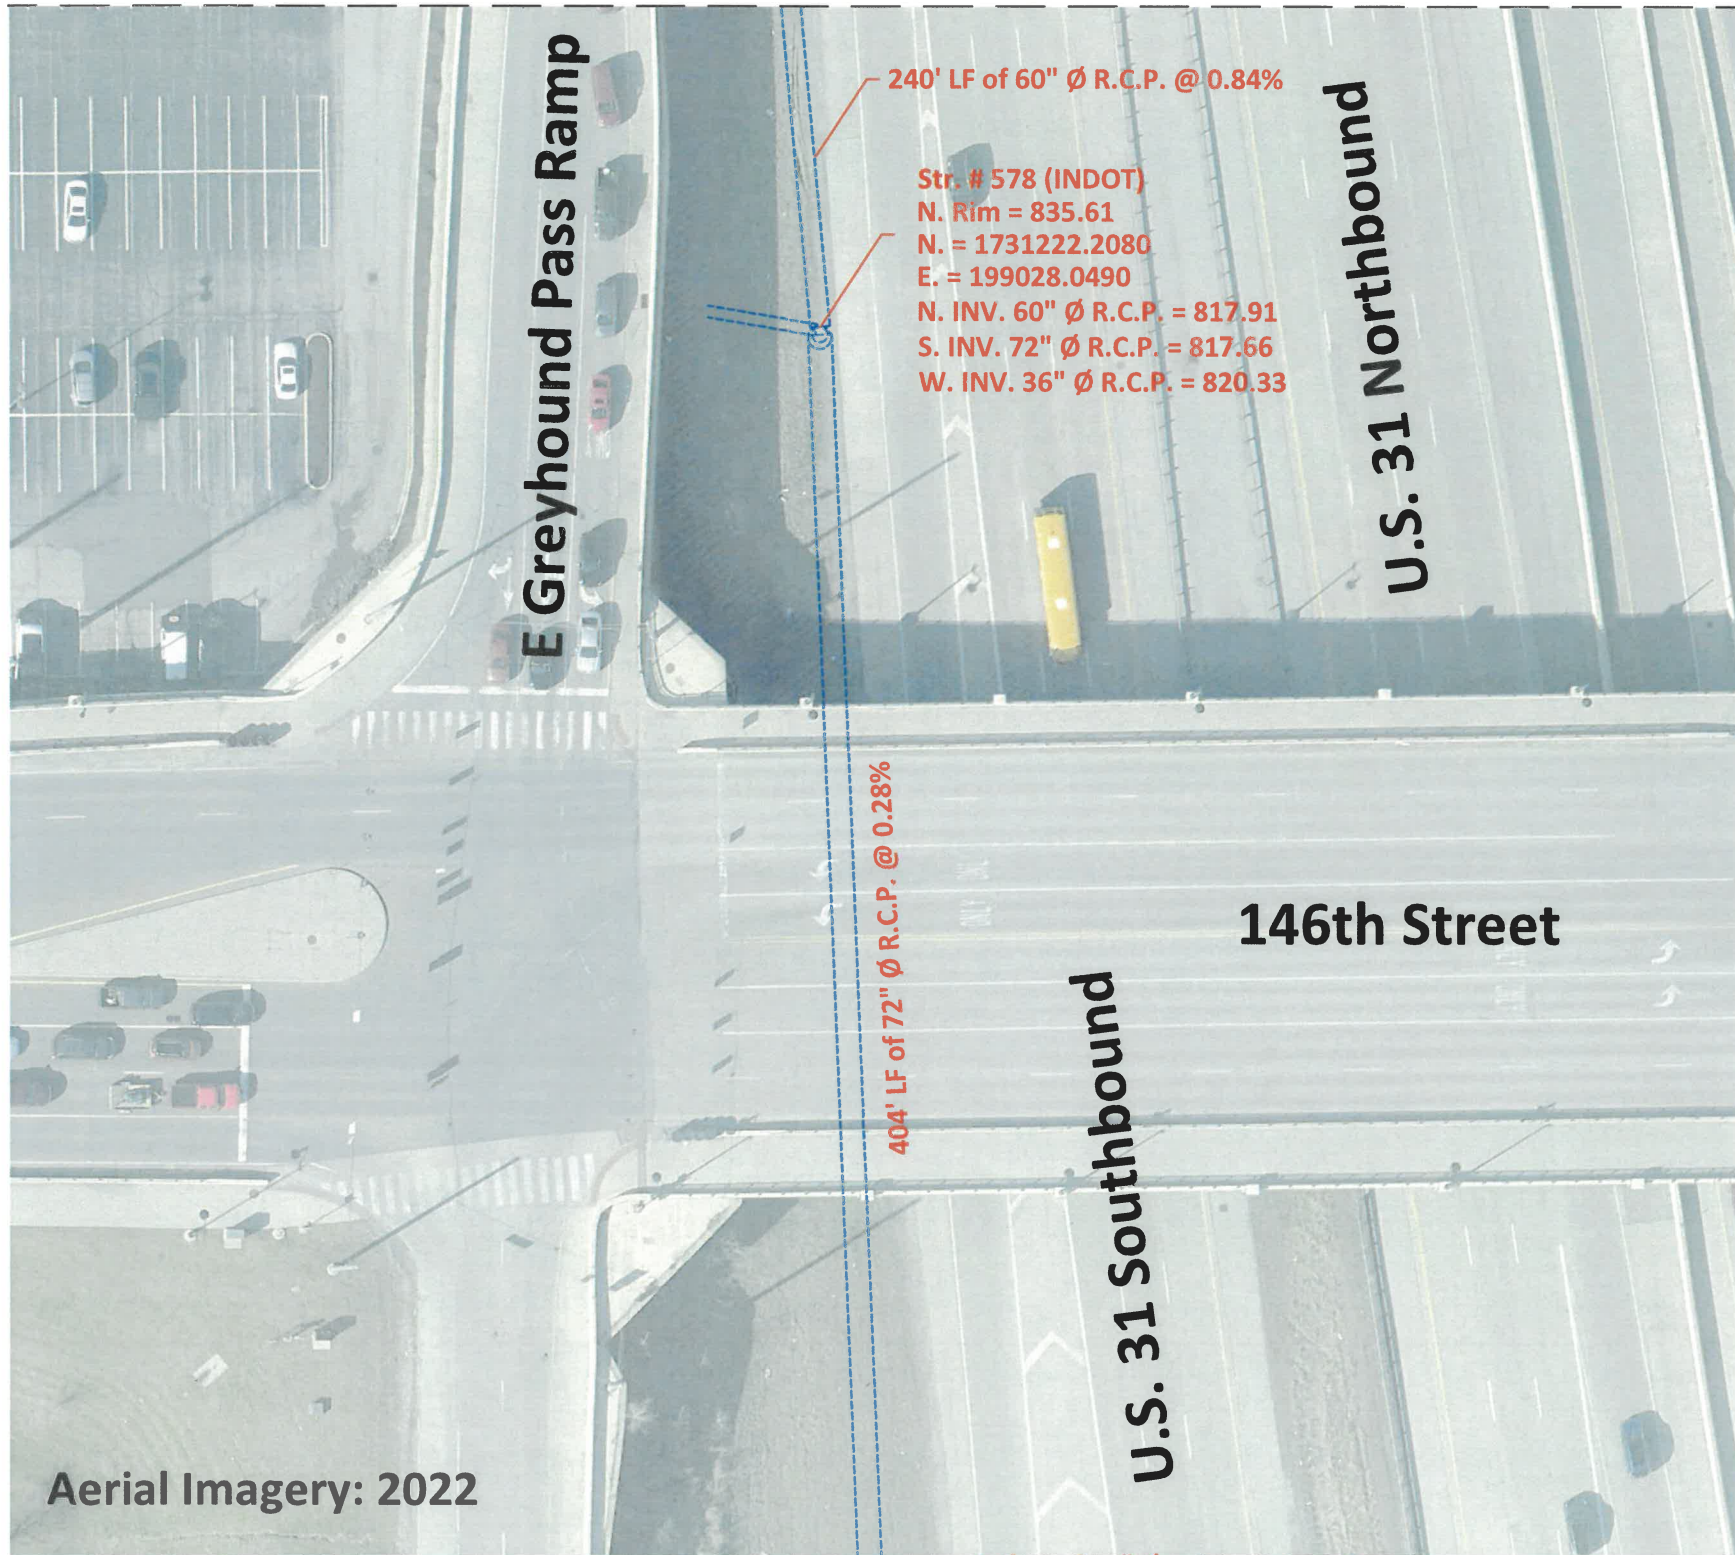 240' LF of 60" Ø R.C.P. @ 0.84%
Str. # 578 (INDOT)
N. Rim = 835.61
N. = 1731222.2080
E. = 199028.0490
N. INV. 60" Ø R.C.P. = 817.91
S. INV. 72" Ø R.C.P. = 817.66
W. INV. 36" Ø R.C.P. = 820.33
E Greyhound Pass Ramp
U.S. 31 Northbound
404' LF of 72" Ø R.C.P. @ 0.28%
146th Street
U.S. 31 Southbound
ONLY
Aerial Imagery: 2022